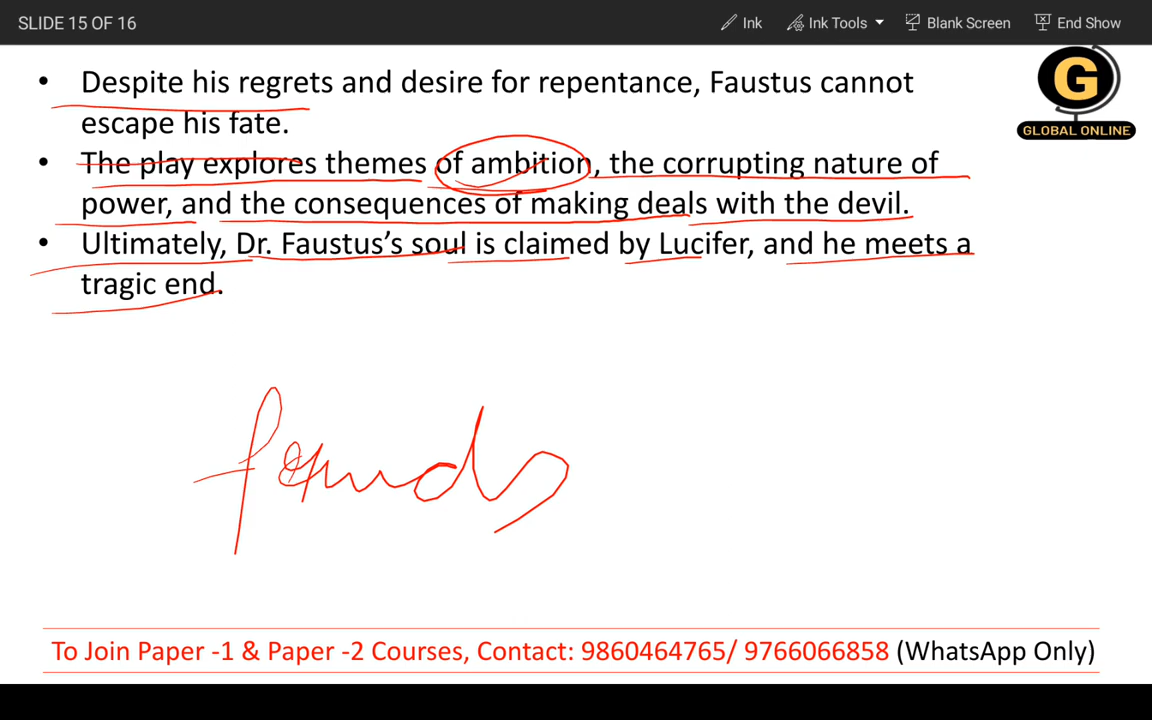 SLIDE 15 OF 16 Ink Ink Tools Blank Screen End Show
G
GLOBAL ONLINE
• Despite his regrets and desire for repentance, Faustus cannot
escape his fate.
• The play explores themes of ambition, the corrupting nature of
power, and the consequences of making deals with the devil.
• Ultimately, Dr. Faustus’s soul is claimed by Lucifer, and he meets a
tragic end.
To Join Paper -1 & Paper -2 Courses, Contact: 9860464765/ 9766066858 (WhatsApp Only)